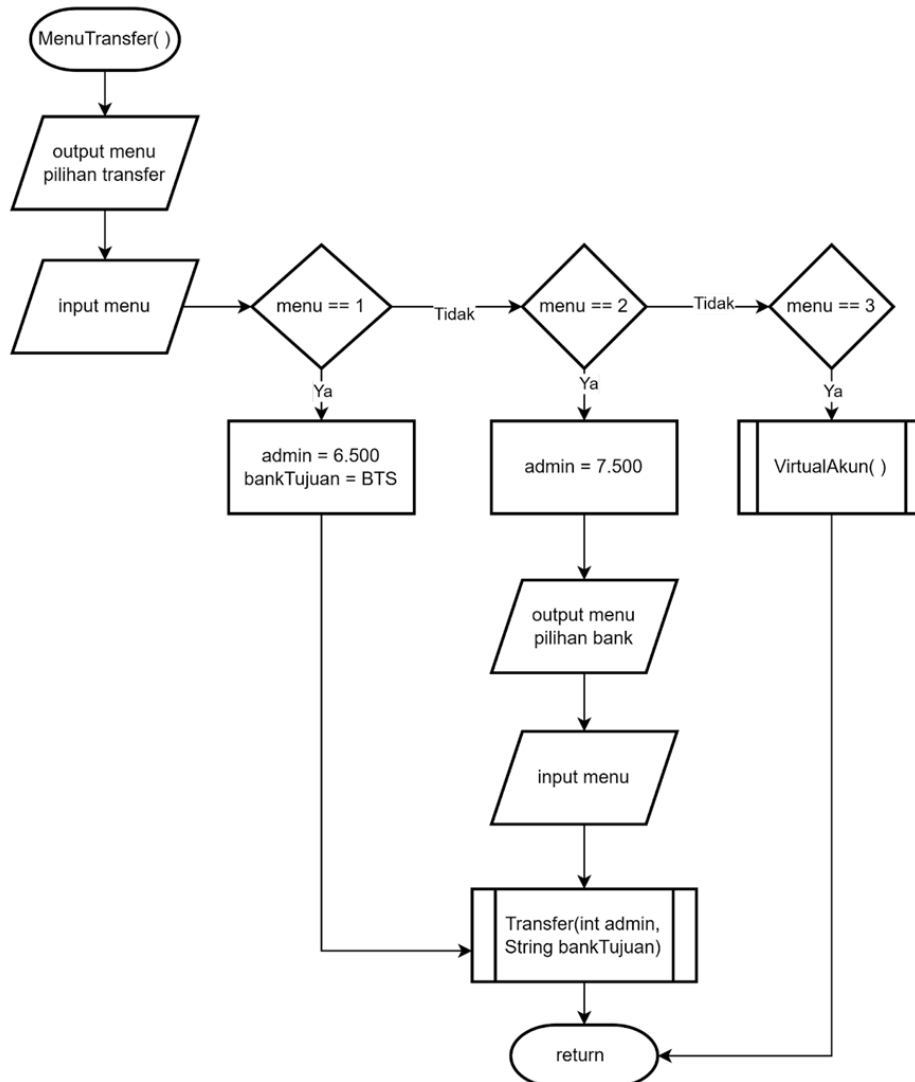 MenuTransfer( )
output menu
pilihan transfer
input menu
menu == 1
Tidak
menu == 2
Tidak
menu == 3
Ya
Ya
Ya
admin = 6.500
bankTujuan = BTS
admin = 7.500
VirtualAkun( )
output menu
pilihan bank
input menu
Transfer(int admin,
String bankTujuan)
return